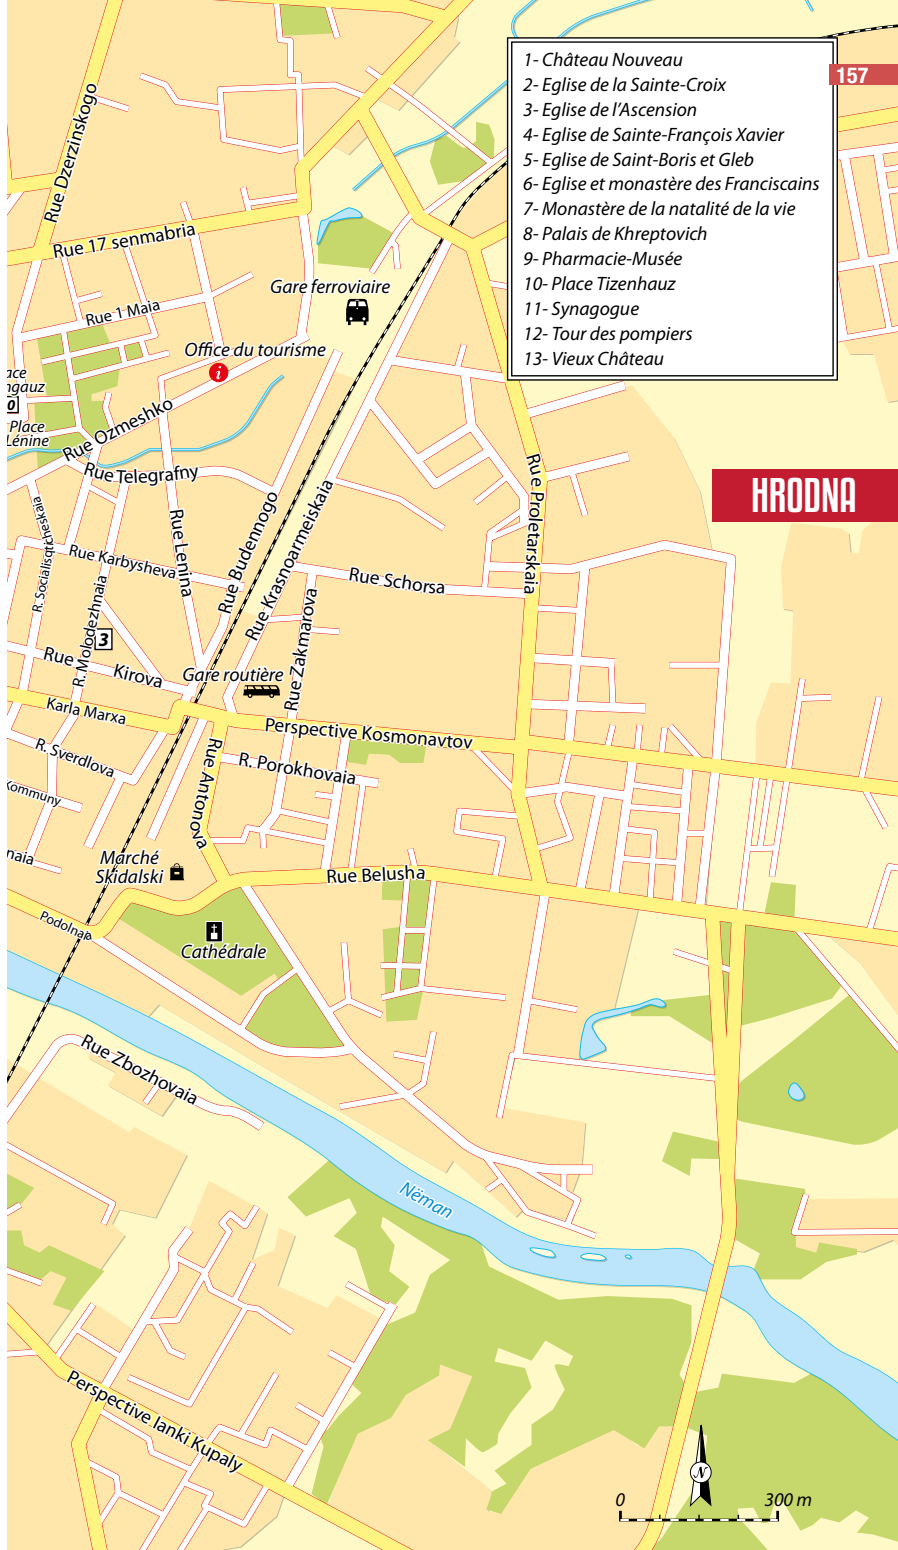 1- Château Nouveau
2- Eglise de la Sainte-Croix
3- Eglise de l'Ascension
4- Eglise de Sainte-François Xavier
5- Eglise de Saint-Boris et Gleb
6- Eglise et monastère des Franciscains
7- Monastère de la natalité de la vie
8- Palais de Khreptovich
9- Pharmacie-Musée
10- Place Tizenhauz
11- Synagogue
12- Tour des pompiers
13- Vieux Château
157
HRODNA
Rue Dzerzinskogo
Rue 17 senmabria
Gare ferroviaire
Rue 1 Maia
Office du tourisme
i
ace
ngauz
0
Place
Lénine
Rue Ozmeshko
Rue Telegrafny
R. Socialisqticheskaia
Rue Lenina
Rue Budennogo
Rue Krasnoarmeiskaia
Rue Proletarskaia
Rue Karbysheva
Rue Schorsa
R. Molodezhnaia
3
Rue Zakmarova
Rue Kirova
Gare routière
Karla Marxa
Perspective Kosmonavtov
R. Sverdlova
Rue Antonova
R. Porokhovaia
Kommuny
naia
Marché
Skidalski
Rue Belusha
Podolnaia
Cathédrale
Rue Zbozhovaia
Nëman
Perspective Ianki Kupaly
N
0 300 m